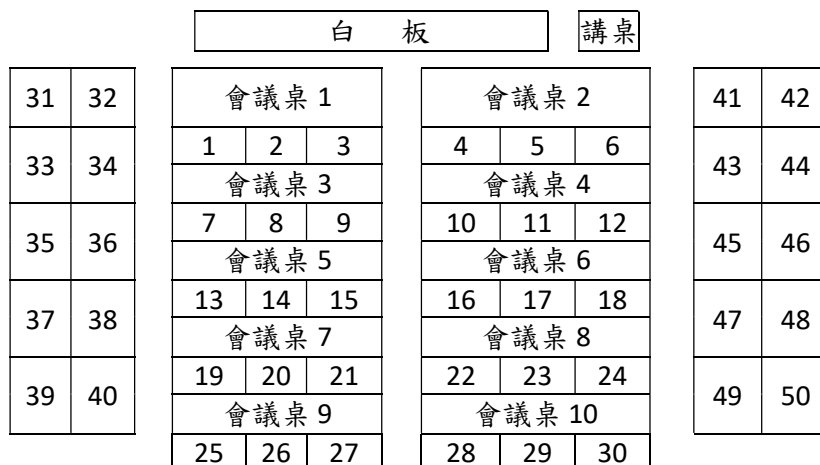 白 板 講桌
31 32 會議桌 1 會議桌 2 41 42
1 2 3 4 5 6
33 34 會議桌 3 會議桌 4 43 44
7 8 9 10 11 12
35 36 會議桌 5 會議桌 6 45 46
13 14 15 16 17 18
37 38 會議桌 7 會議桌 8 47 48
19 20 21 22 23 24
39 40 會議桌 9 會議桌 10 49 50
25 26 27 28 29 30